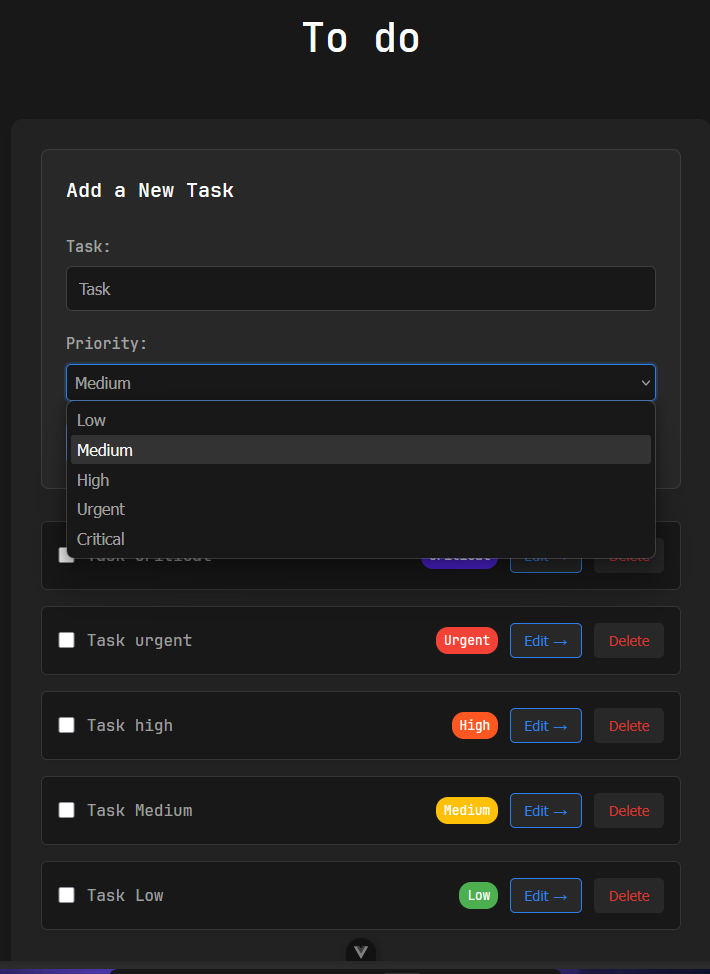 To do
Add a New Task
Task:
Task
Priority:
Medium
Low
Medium
High
Urgent
Critical
Task urgent Urgent Edit → Delete
Task high High Edit → Delete
Task Medium Medium Edit → Delete
Task Low Low Edit → Delete